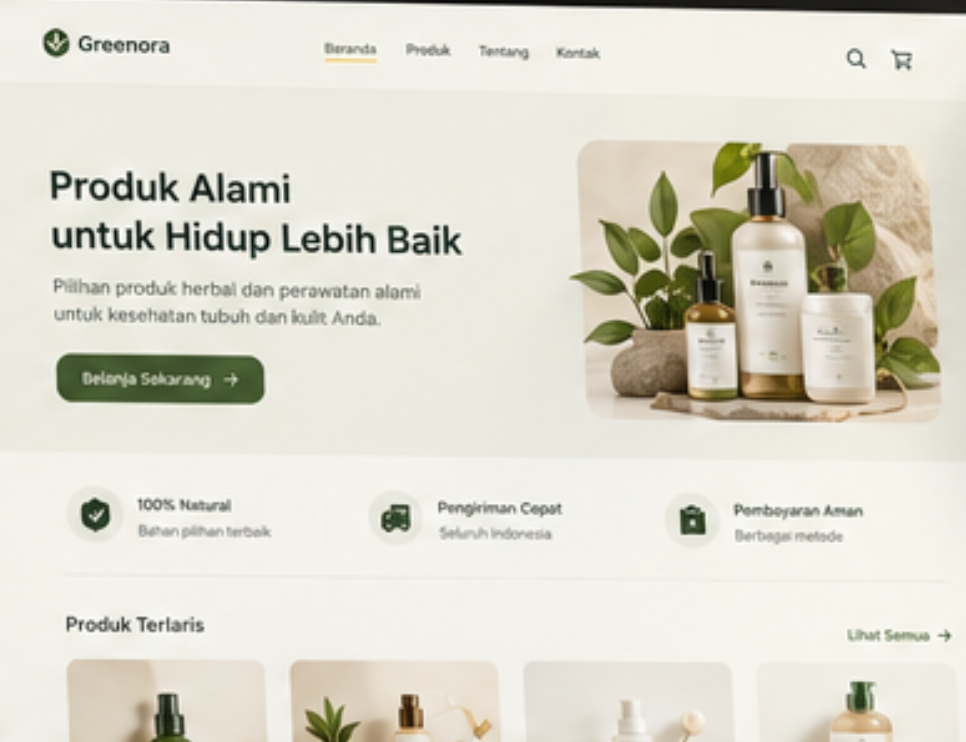 Greenora
Beranda Produk Tentang Kontak
Produk Alami
untuk Hidup Lebih Baik
Pilihan produk herbal dan perawatan alami
untuk kesehatan tubuh dan kulit Anda.
Belanja Sekarang →
100% Natural
Bahan pilihan terbaik
Pengiriman Cepat
Seluruh Indonesia
Pembayaran Aman
Berbagai metode
Produk Terlaris
Lihat Semua →